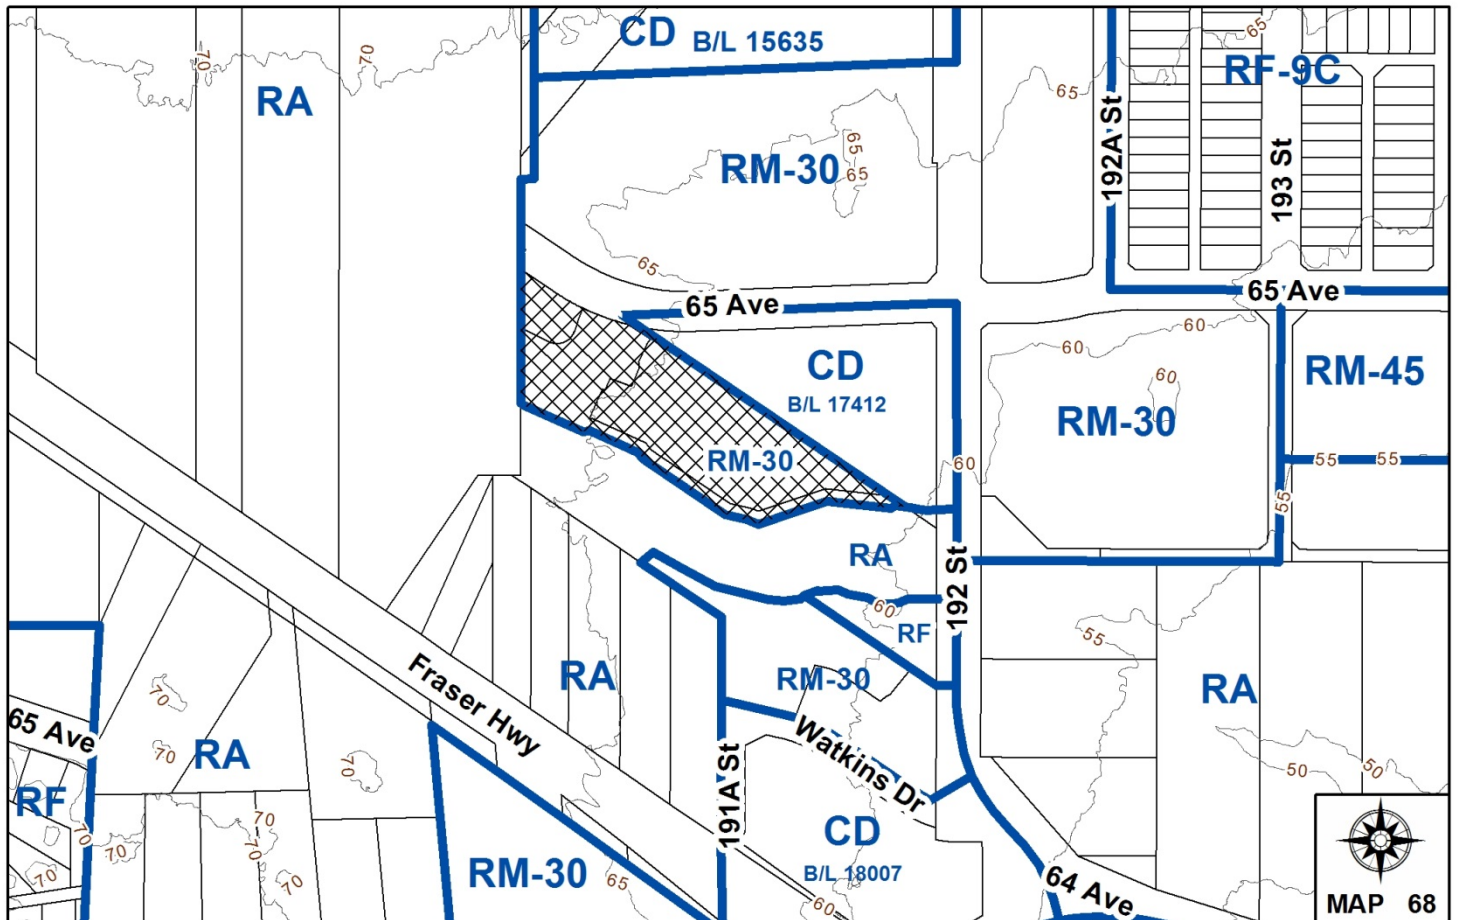 CD B/L 15635
RF-9C
65
70
70
RA
65
192A St
193 St
RM-30
65
65
65
65 Ave
65 Ave
60
60
CD
B/L 17412
RM-45
60
RM-30
RM-30
60
55
55
55
RA
192 St
60
RF
55
RA
RM-30
RA
Fraser Hwy
70
65 Ave
RA
70
70
Watkins Dr
191A St
50
50
RF
70
70
70
70
70
70
CD
B/L 18007
RM-30
65
60
64 Ave
MAP 68